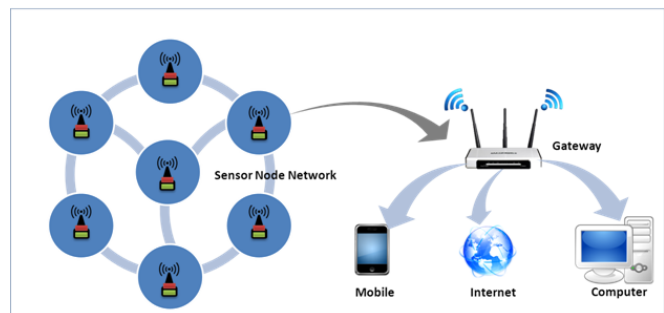 Sensor Node Network
Gateway
Mobile
Internet
Computer